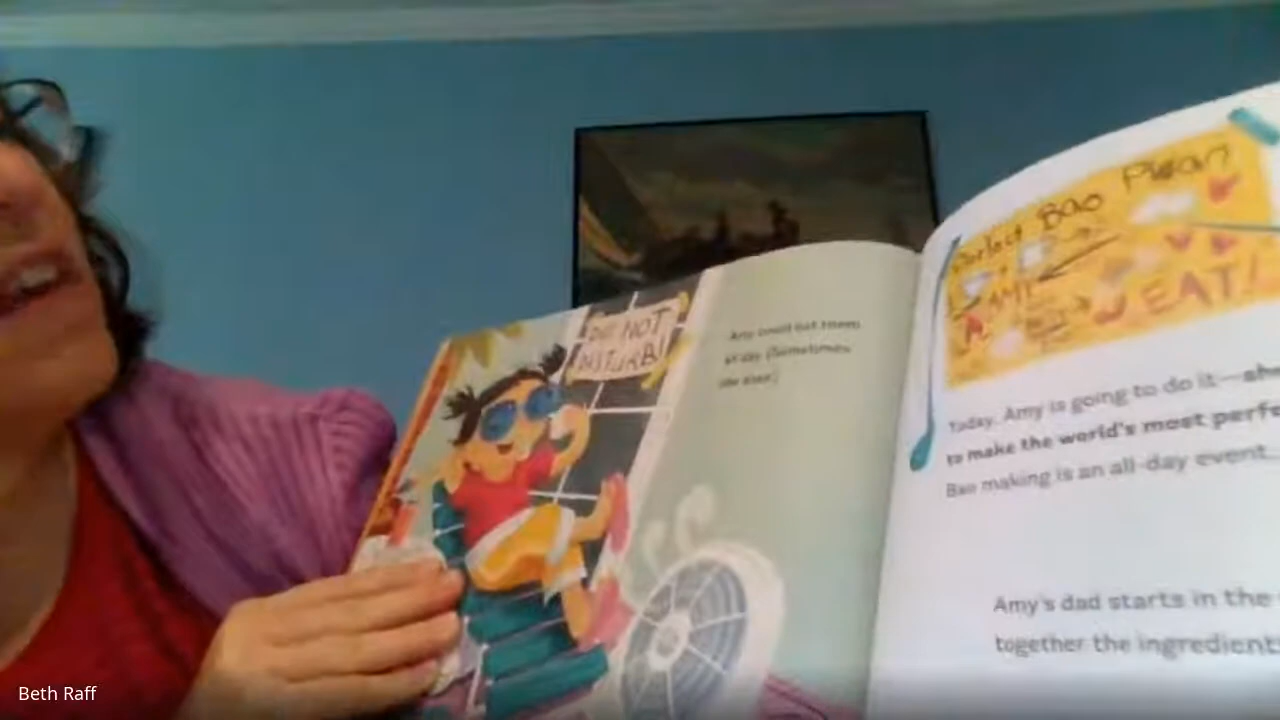 DO NOT
DISTURB!
Amy could eat them
all day. (Sometimes
she does.)
Perfect Bao Plan
AMY
EAT!
Today, Amy is going to do it—she
to make the world's most perfe
Bao making is an all-day event.
Amy's dad starts in the
together the ingredient
Beth Raff